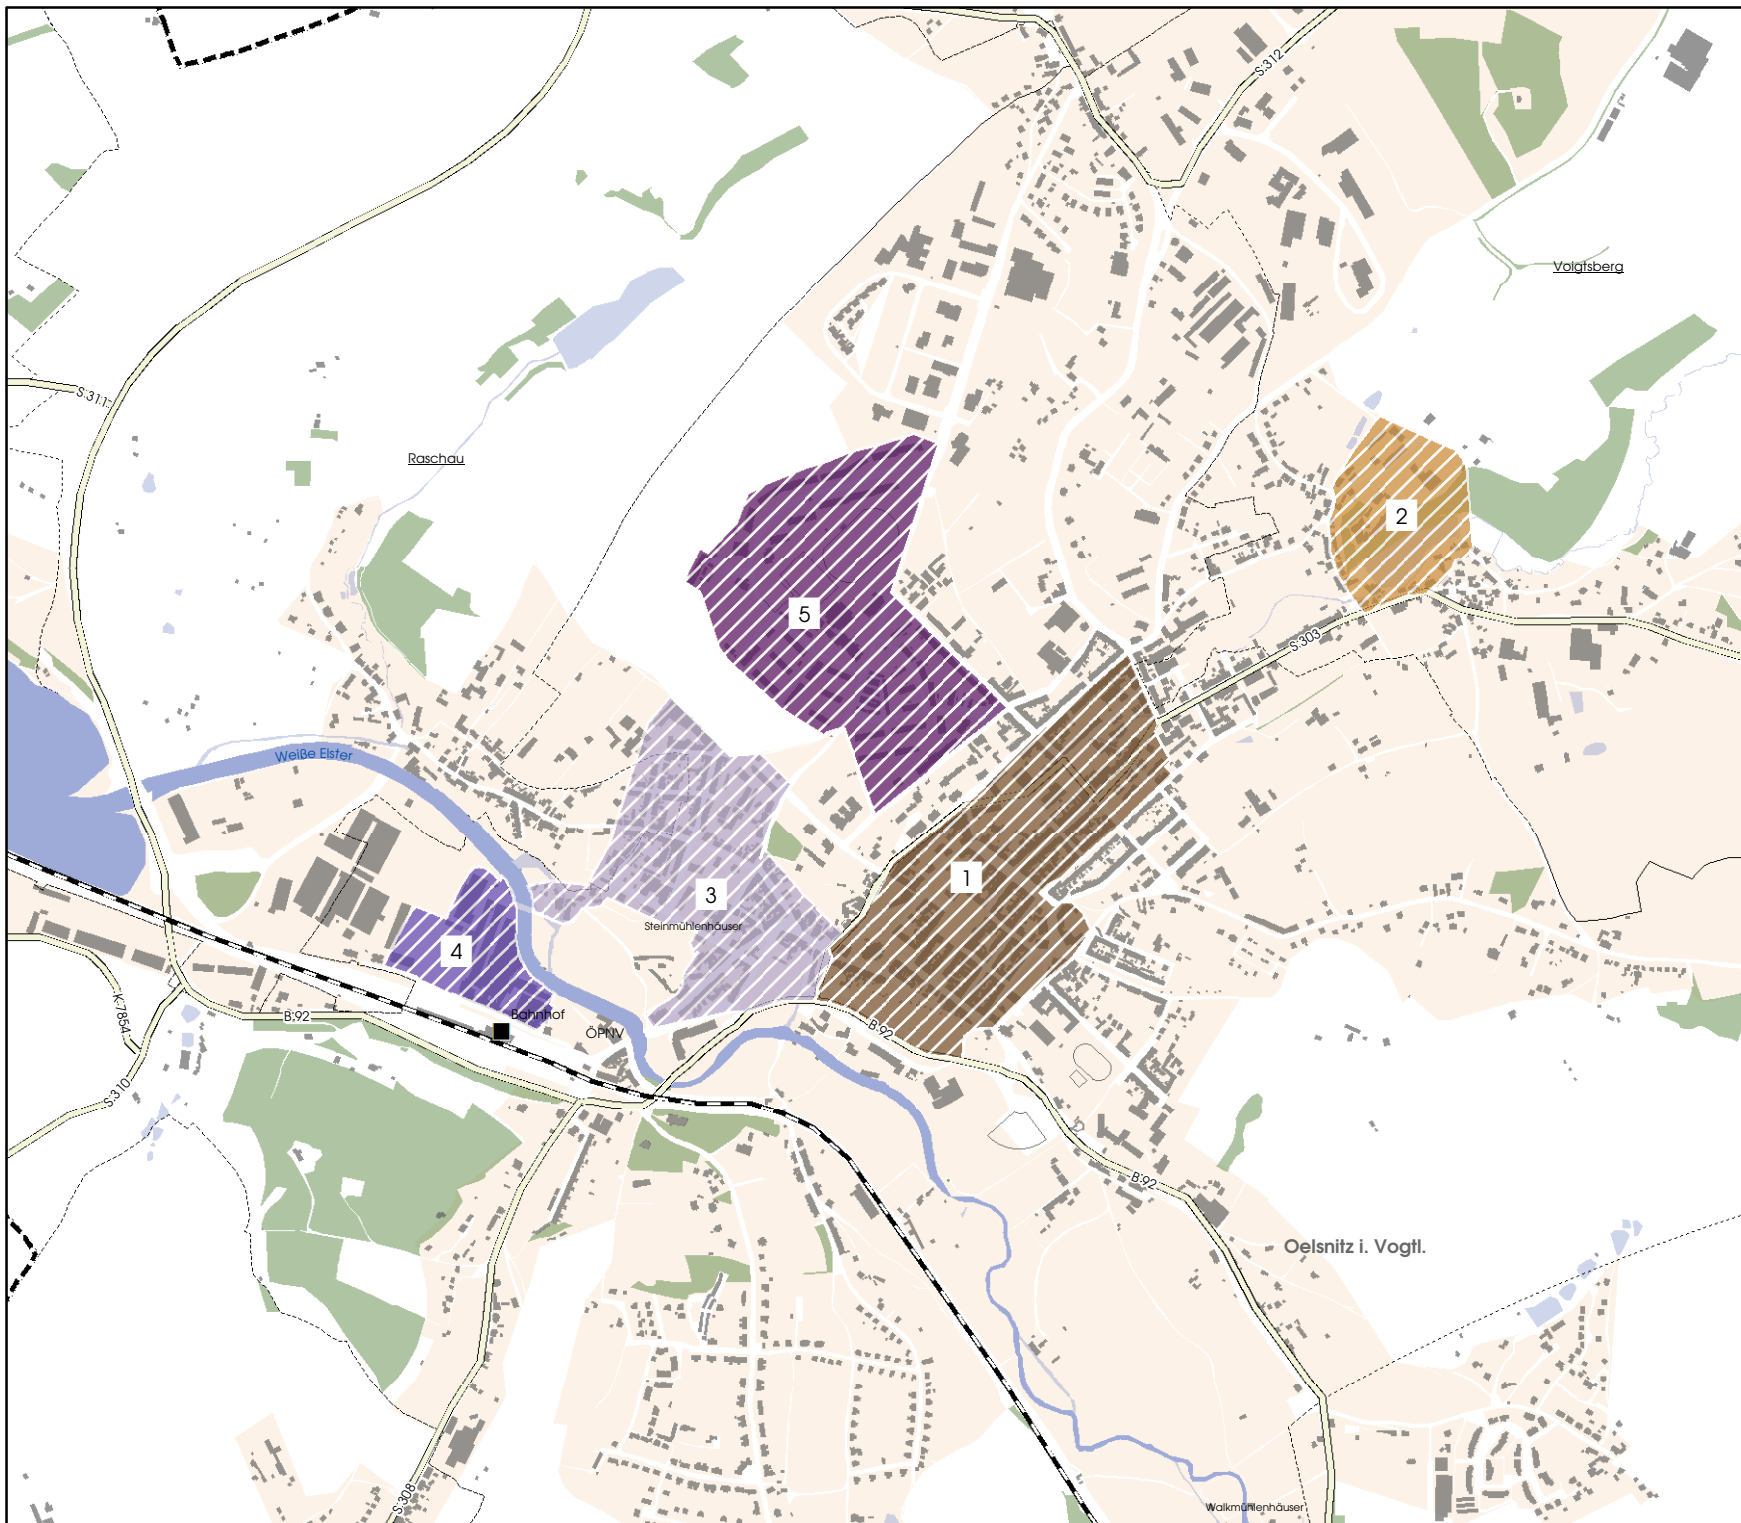 S 312
Voigtsberg
S 311
Raschau
2
5
S 303
Weiße Elster
1
3
Steinmühlenhäuser
4
K 7854
B 92
Bahnhof
ÖPNV
B 92
S 310
B 92
Oelsnitz i. Vogtl.
S 308
Walkmühlenhäuser